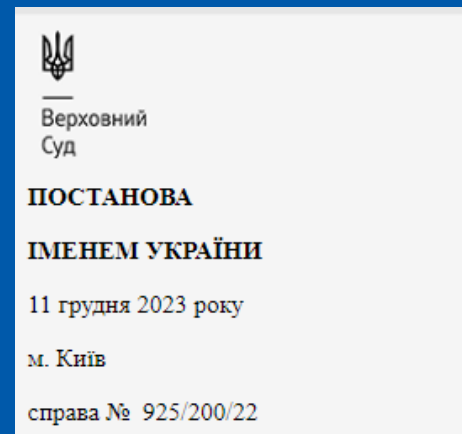 Верховний
Суд
ПОСТАНОВА
ІМЕНЕМ УКРАЇНИ
11 грудня 2023 року
м. Київ
справа № 925/200/22